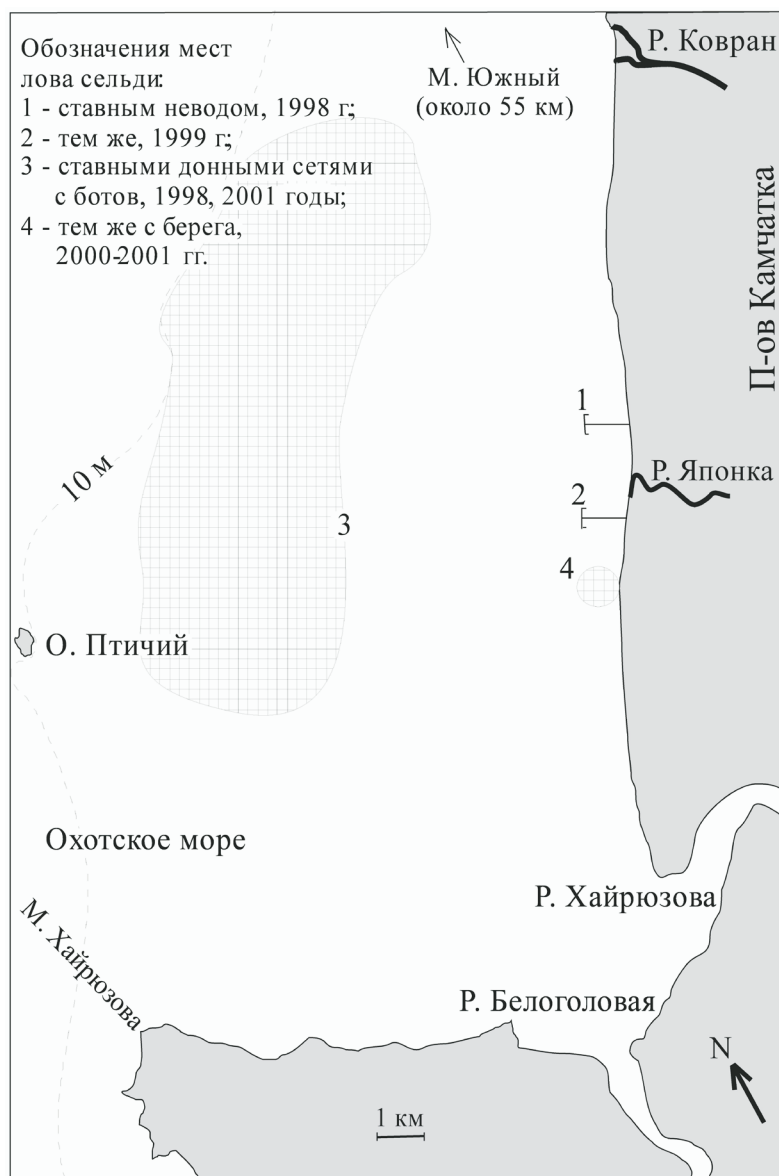 Обозначения мест
лова сельди:
1 - ставным неводом, 1998 г;
2 - тем же, 1999 г;
3 - ставными донными сетями
с ботов, 1998, 2001 годы;
4 - тем же с берега,
2000-2001 гг.
М. Южный
(около 55 км)
Р. Ковран
П-ов Камчатка
1
Р. Японка
10 м
2
3
4
О. Птичий
Охотское море
Р. Хайрюзова
М. Хайрюзова
Р. Белоголовая
N
1 км